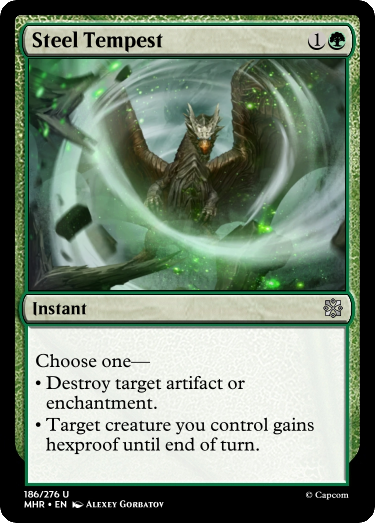 Steel Tempest 1
Instant
Choose one—
• Destroy target artifact or
enchantment.
• Target creature you control gains
hexproof until end of turn.
186/276 U
MHR • EN Alexey Gorbatov
© Capcom